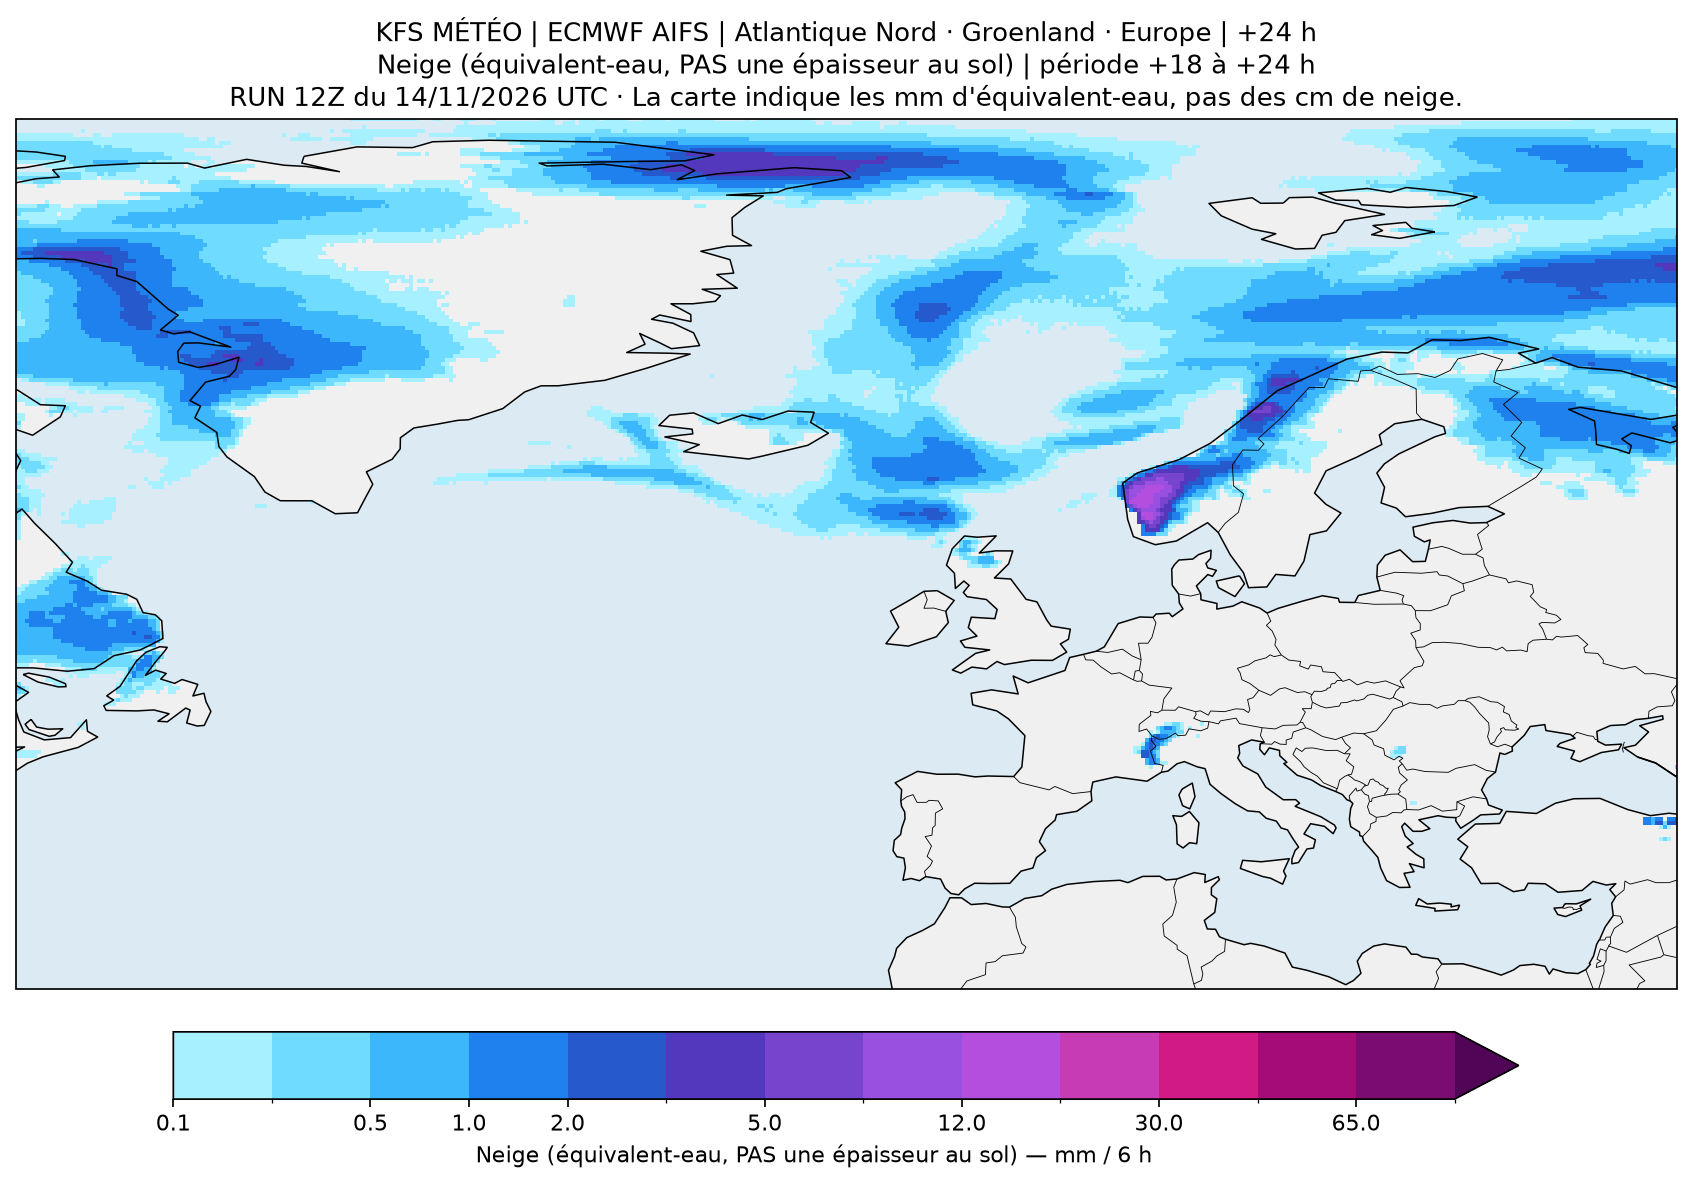 KFS MÉTÉO | ECMWF AIFS | Atlantique Nord · Groenland · Europe | +24 h
Neige (équivalent-eau, PAS une épaisseur au sol) | période +18 à +24 h
RUN 12Z du 14/11/2026 UTC · La carte indique les mm d'équivalent-eau, pas des cm de neige.
0.1 0.5 1.0 2.0 5.0 12.0 30.0 65.0
Neige (équivalent-eau, PAS une épaisseur au sol) — mm / 6 h